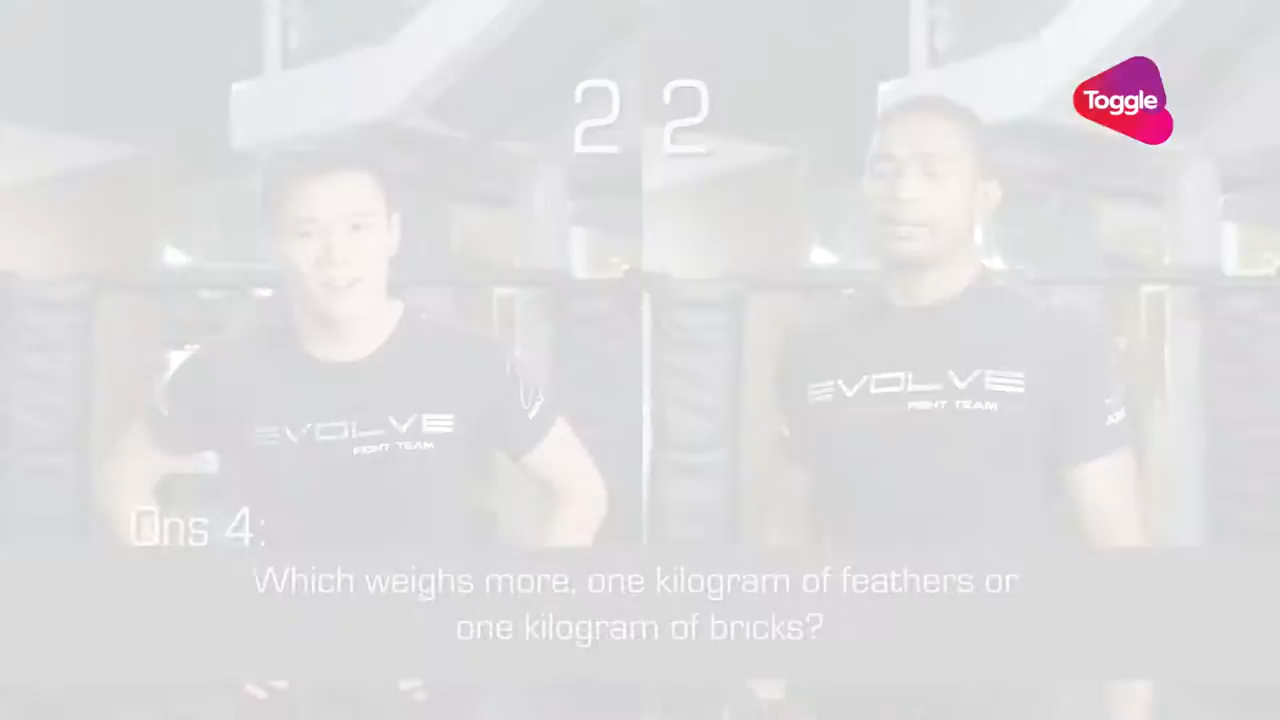 2 2
Toggle
EVOLVE
FIGHT TEAM
EVOLVE
FIGHT TEAM
Qns 4:
Which weighs more, one kilogram of feathers or
one kilogram of bricks?